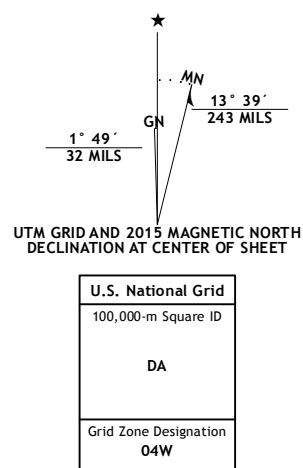 ★
MN
GN
13° 39´
243 MILS
1° 49´
32 MILS
UTM GRID AND 2015 MAGNETIC NORTH
DECLINATION AT CENTER OF SHEET
U.S. National Grid
100,000-m Square ID
DA
Grid Zone Designation
04W